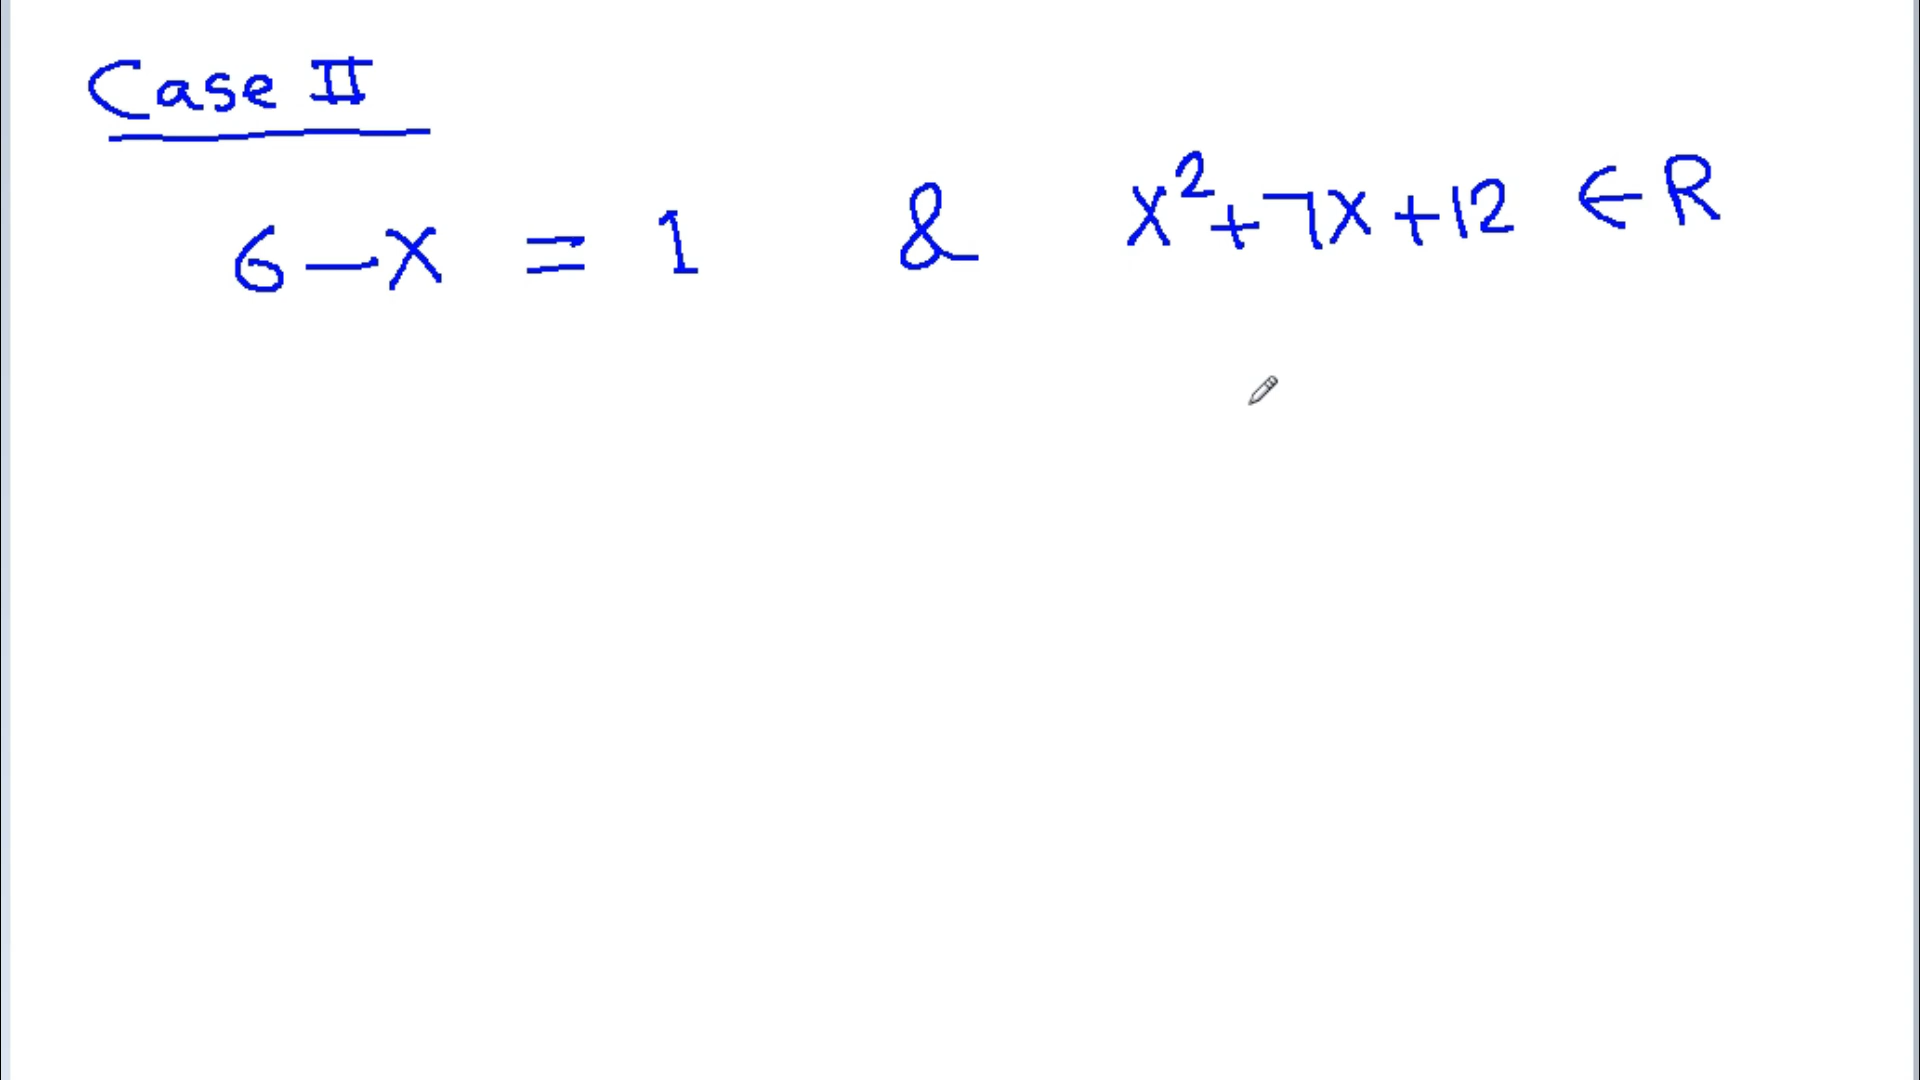 Case II
6-x = 1 & x²+7x+12 ∈ R